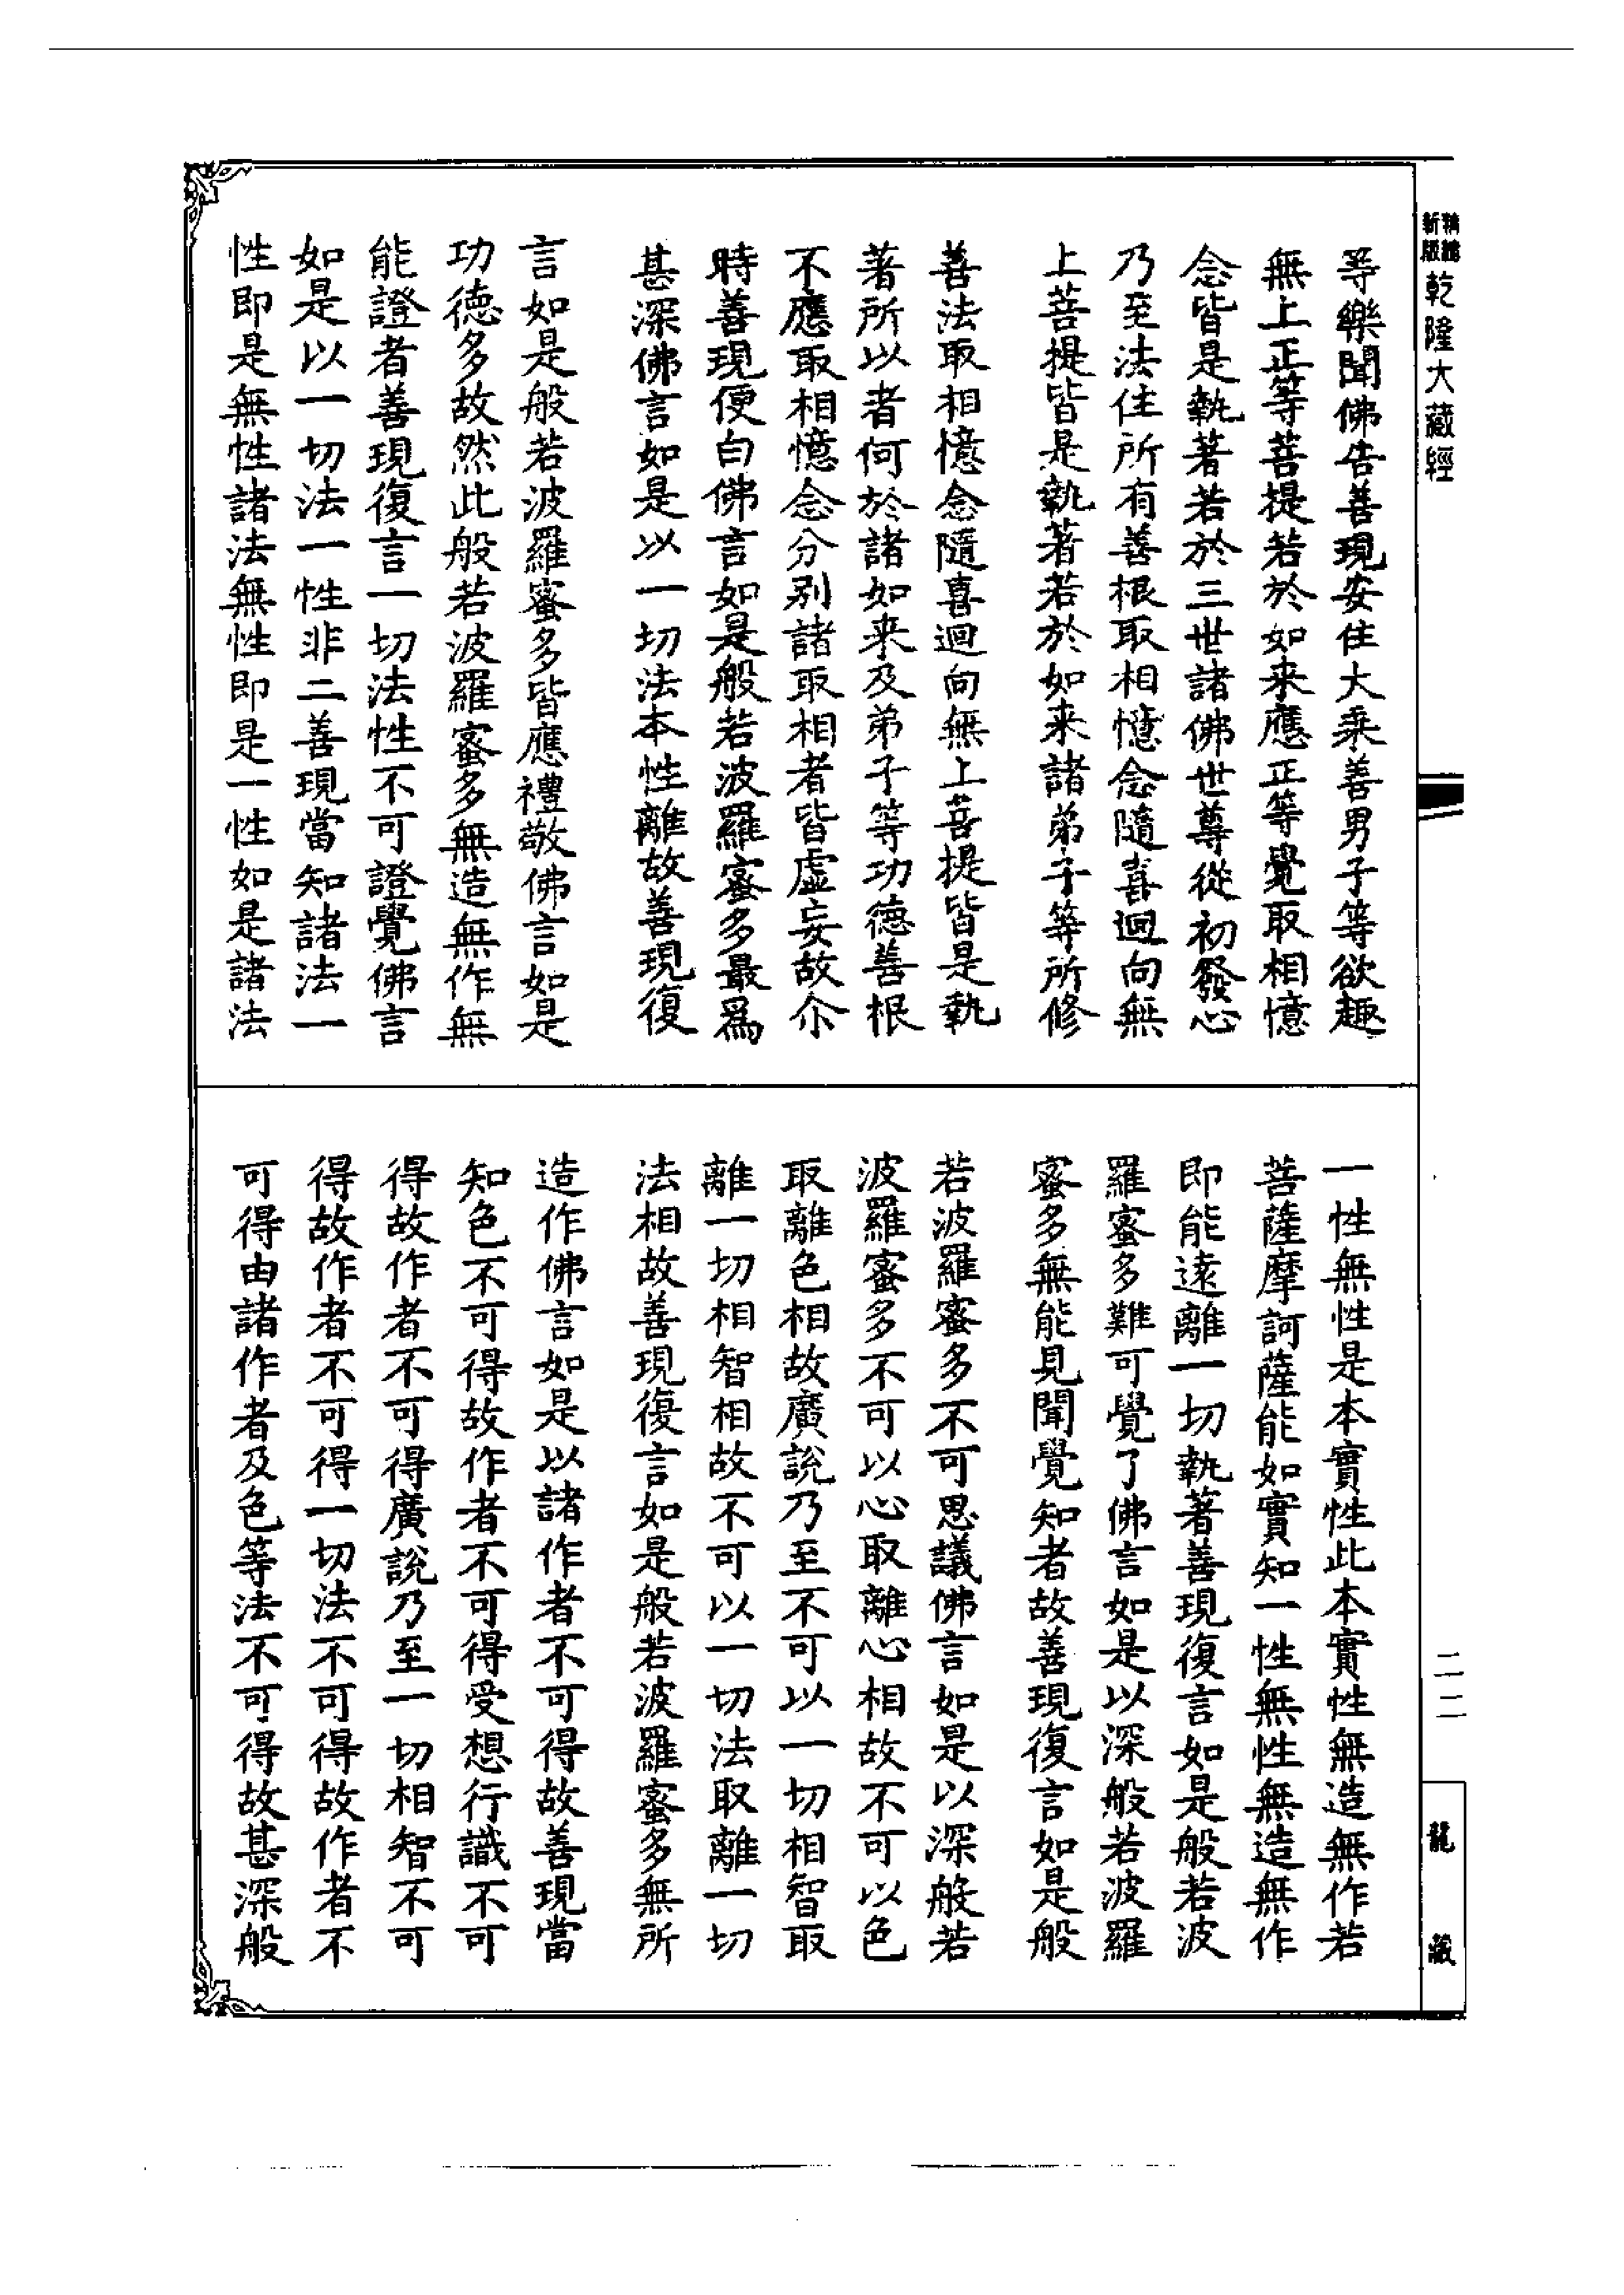 新精
版編
乾隆大藏經
等樂聞佛告善現安住大乘善男子等欲趣
無上正等菩提若於如来應正等覺取相憶
念皆是執著若於三世諸佛世尊從初發心
乃至法住所有善根取相憶念隨喜迴向無
上菩提皆是執著若於如来諸弟子等所修
善法取相憶念隨喜迴向無上菩提皆是執
著所以者何於諸如来及弟子等功德善根
不應取相憶念分別諸取相者皆虛妄故尒
時善現便白佛言如是般若波羅蜜多最爲
甚深佛言如是以一切法本性離故善現復
言如是般若波羅蜜多皆應禮敬佛言如是
功德多故然此般若波羅蜜多無造無作無
能證者善現復言一切法性不可證覺佛言
如是以一切法一性非二善現當知諸法一
性即是無性諸法無性即是一性如是諸法
一性無性是本實性此本實性無造無作若
菩薩摩訶薩能如實知一性無性無造無作
即能遠離一切執著善現復言如是般若波
羅蜜多難可覺了佛言如是以深般若波羅
蜜多無能見聞覺知者故善現復言如是般
若波羅蜜多不可思議佛言如是以深般若
波羅蜜多不可以心取離心相故不可以色
取離色相故廣說乃至不可以一切相智取
離一切相智相故不可以一切法取離一切
法相故善現復言如是般若波羅蜜多無所
造作佛言如是以諸作者不可得故善現當
知色不可得故作者不可得受想行識不可
得故作者不可得廣說乃至一切相智不可
得故作者不可得一切法不可得故作者不
可得由諸作者及色等法不可得故甚深般
二二
龍藏